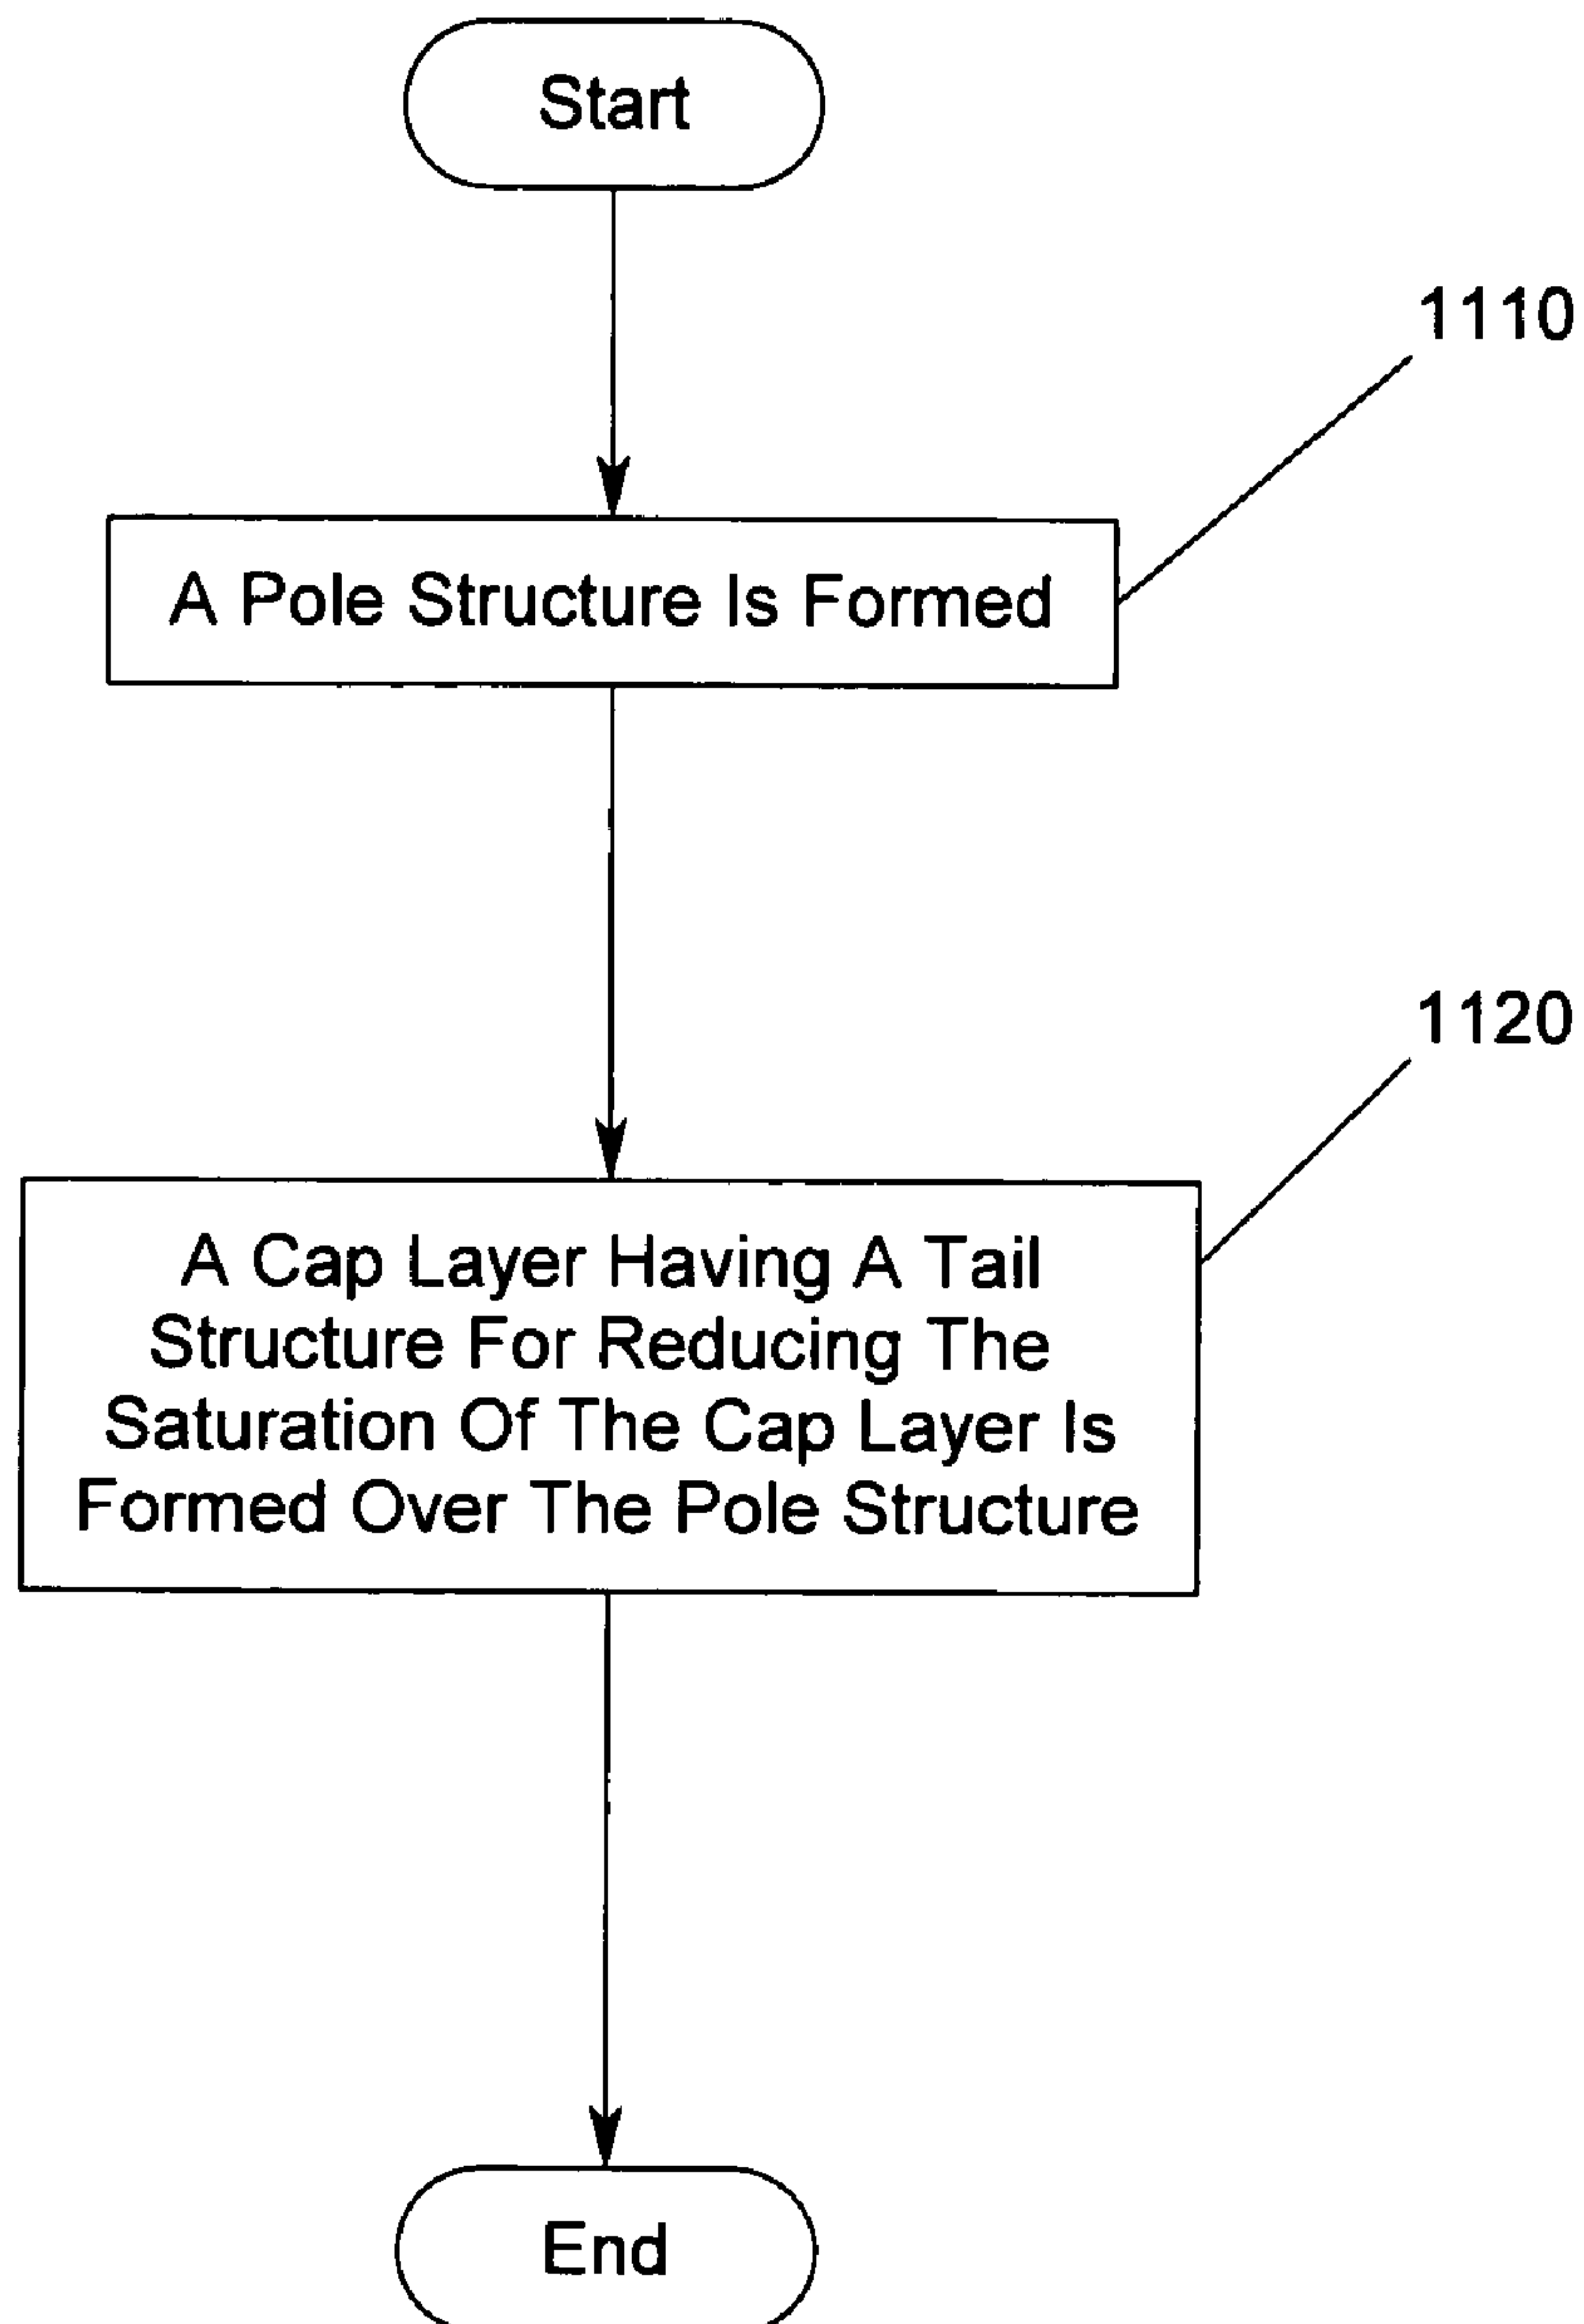 Start
1110
A Pole Structure Is Formed
1120
A Cap Layer Having A Tail
Structure For Reducing The
Saturation Of The Cap Layer Is
Formed Over The Pole Structure
End